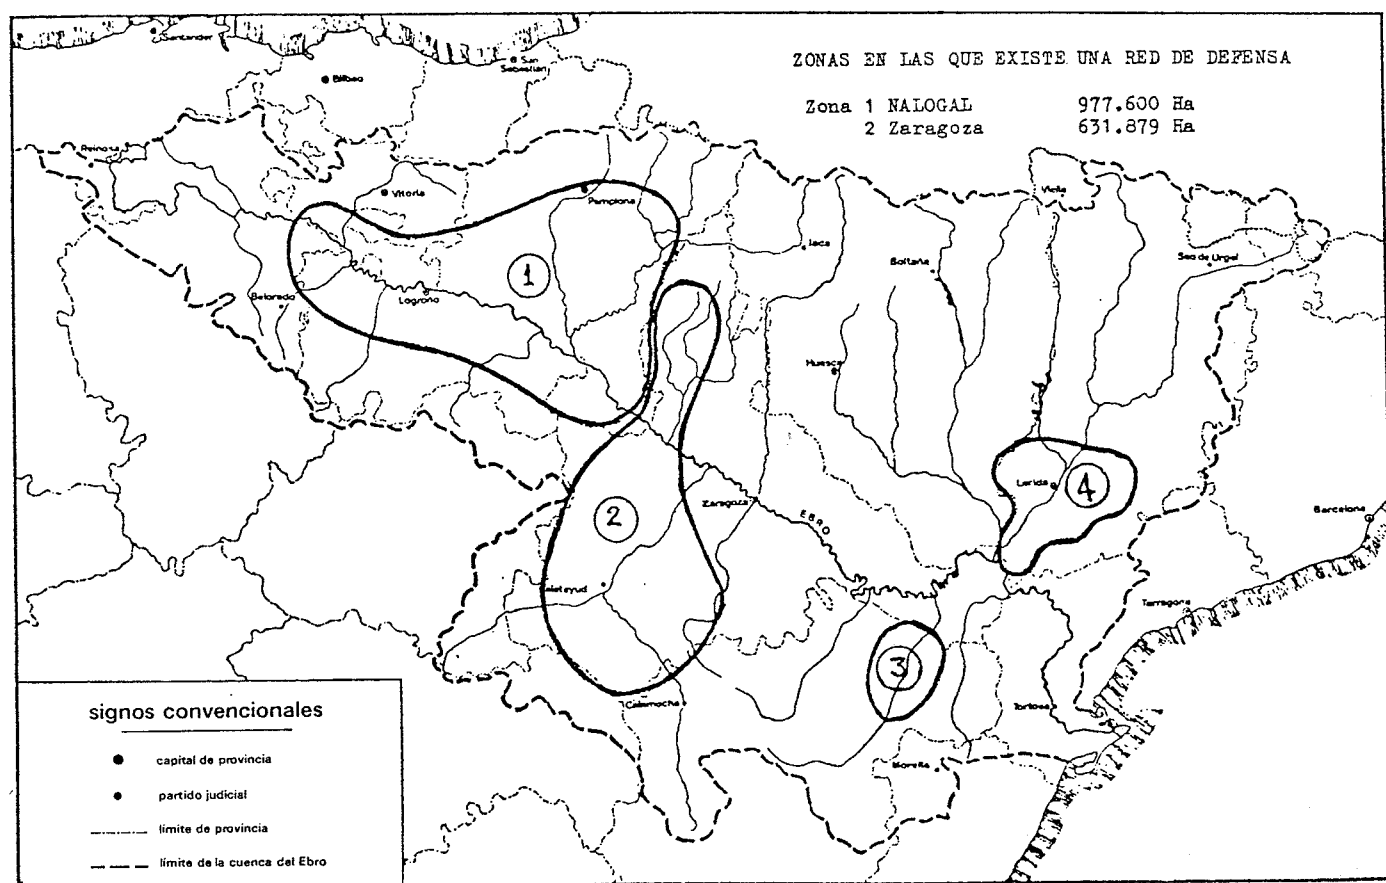 ZONAS EN LAS QUE EXISTE UNA RED DE DEFENSA
Zona 1 NALOGAL 977.600 Ha
2 Zaragoza 631.879 Ha
Santander
Bilbao
San
Sebastián
Reinosa
Vitoria
Pamplona
Viella
Jaca
Boltaña
Seo de Urgel
Belorado
Logroño
1
Huesca
Lerida
4
2
Zaragoza
EBRO
Barcelona
alatayud
Tarragona
3
Calamocha
Tortosa
Morella
signos convencionales
capital de provincia
partido judicial
límite de provincia
límite de la cuenca del Ebro